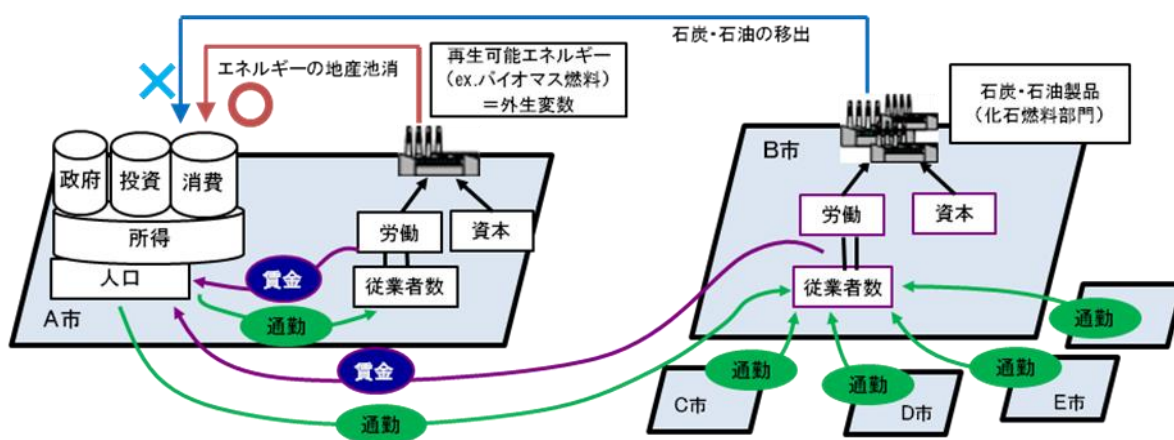 石炭・石油の移出
エネルギーの地産池消
再生可能エネルギー
(ex.バイオマス燃料)
=外生変数
石炭・石油製品
(化石燃料部門)
政府
投資
消費
所得
人口
A市
労働
資本
従業者数
賃金
通勤
賃金
通勤
B市
労働
資本
従業者数
通勤
通勤
通勤
通勤
C市
D市
E市